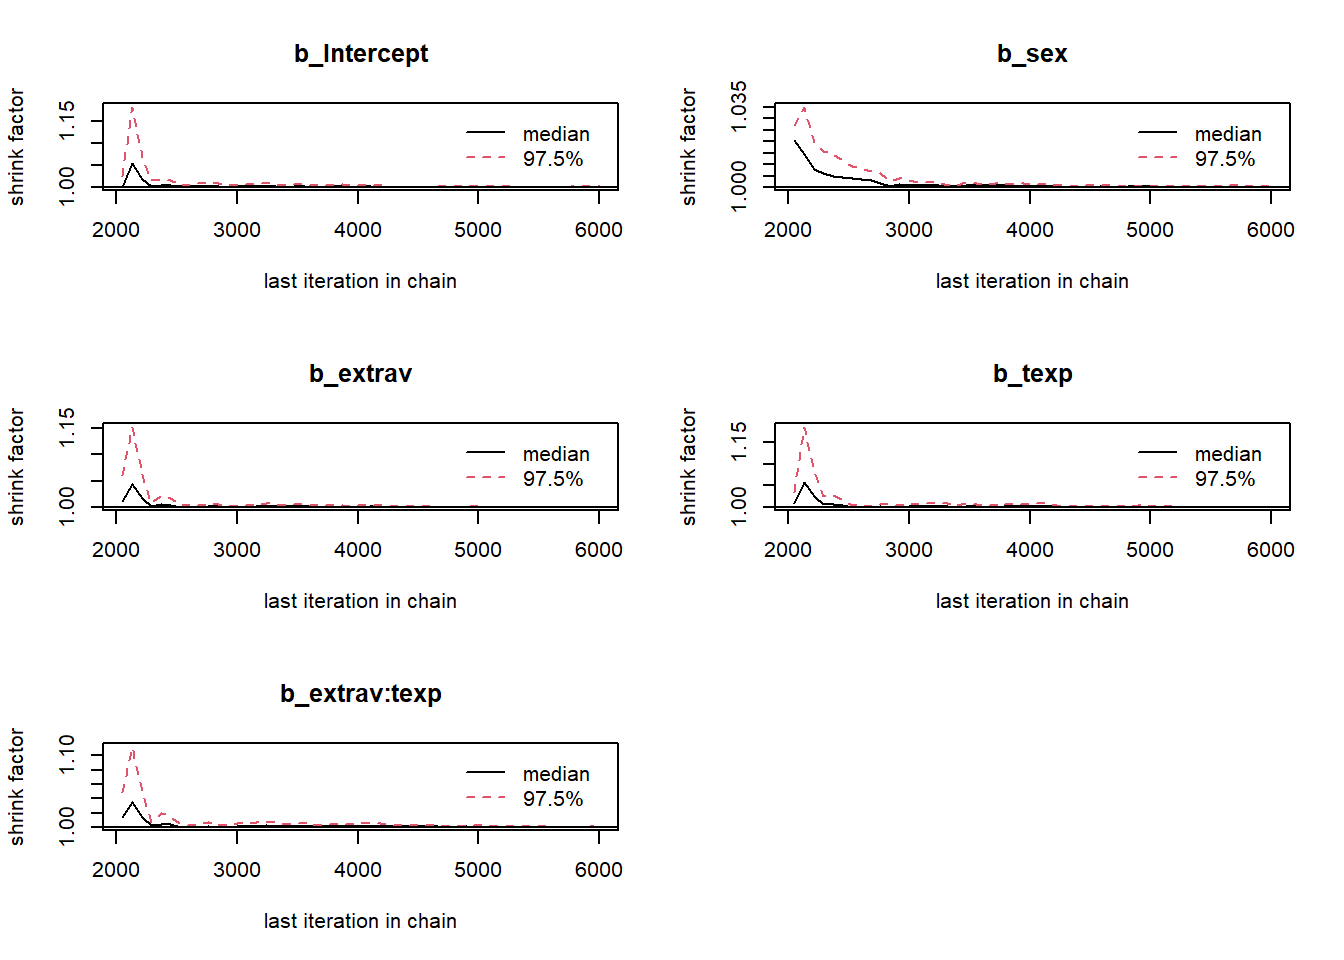 b_Intercept
shrink factor
1.00 1.15
median
97.5%
2000 3000 4000 5000 6000
last iteration in chain
b_sex
shrink factor
1.000 1.035
median
97.5%
2000 3000 4000 5000 6000
last iteration in chain
b_extrav
shrink factor
1.00 1.15
median
97.5%
2000 3000 4000 5000 6000
last iteration in chain
b_texp
shrink factor
1.00 1.15
median
97.5%
2000 3000 4000 5000 6000
last iteration in chain
b_extrav:texp
shrink factor
1.00 1.10
median
97.5%
2000 3000 4000 5000 6000
last iteration in chain